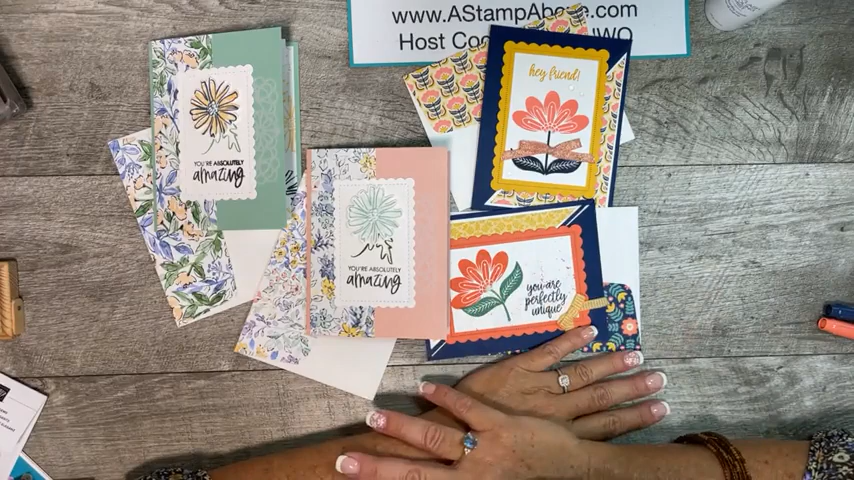 www.AStampAbove.com
Host Co
hey friend!
YOU'RE ABSOLUTELY
amazing
YOU'RE ABSOLUTELY
amazing
you are
perfectly
unique